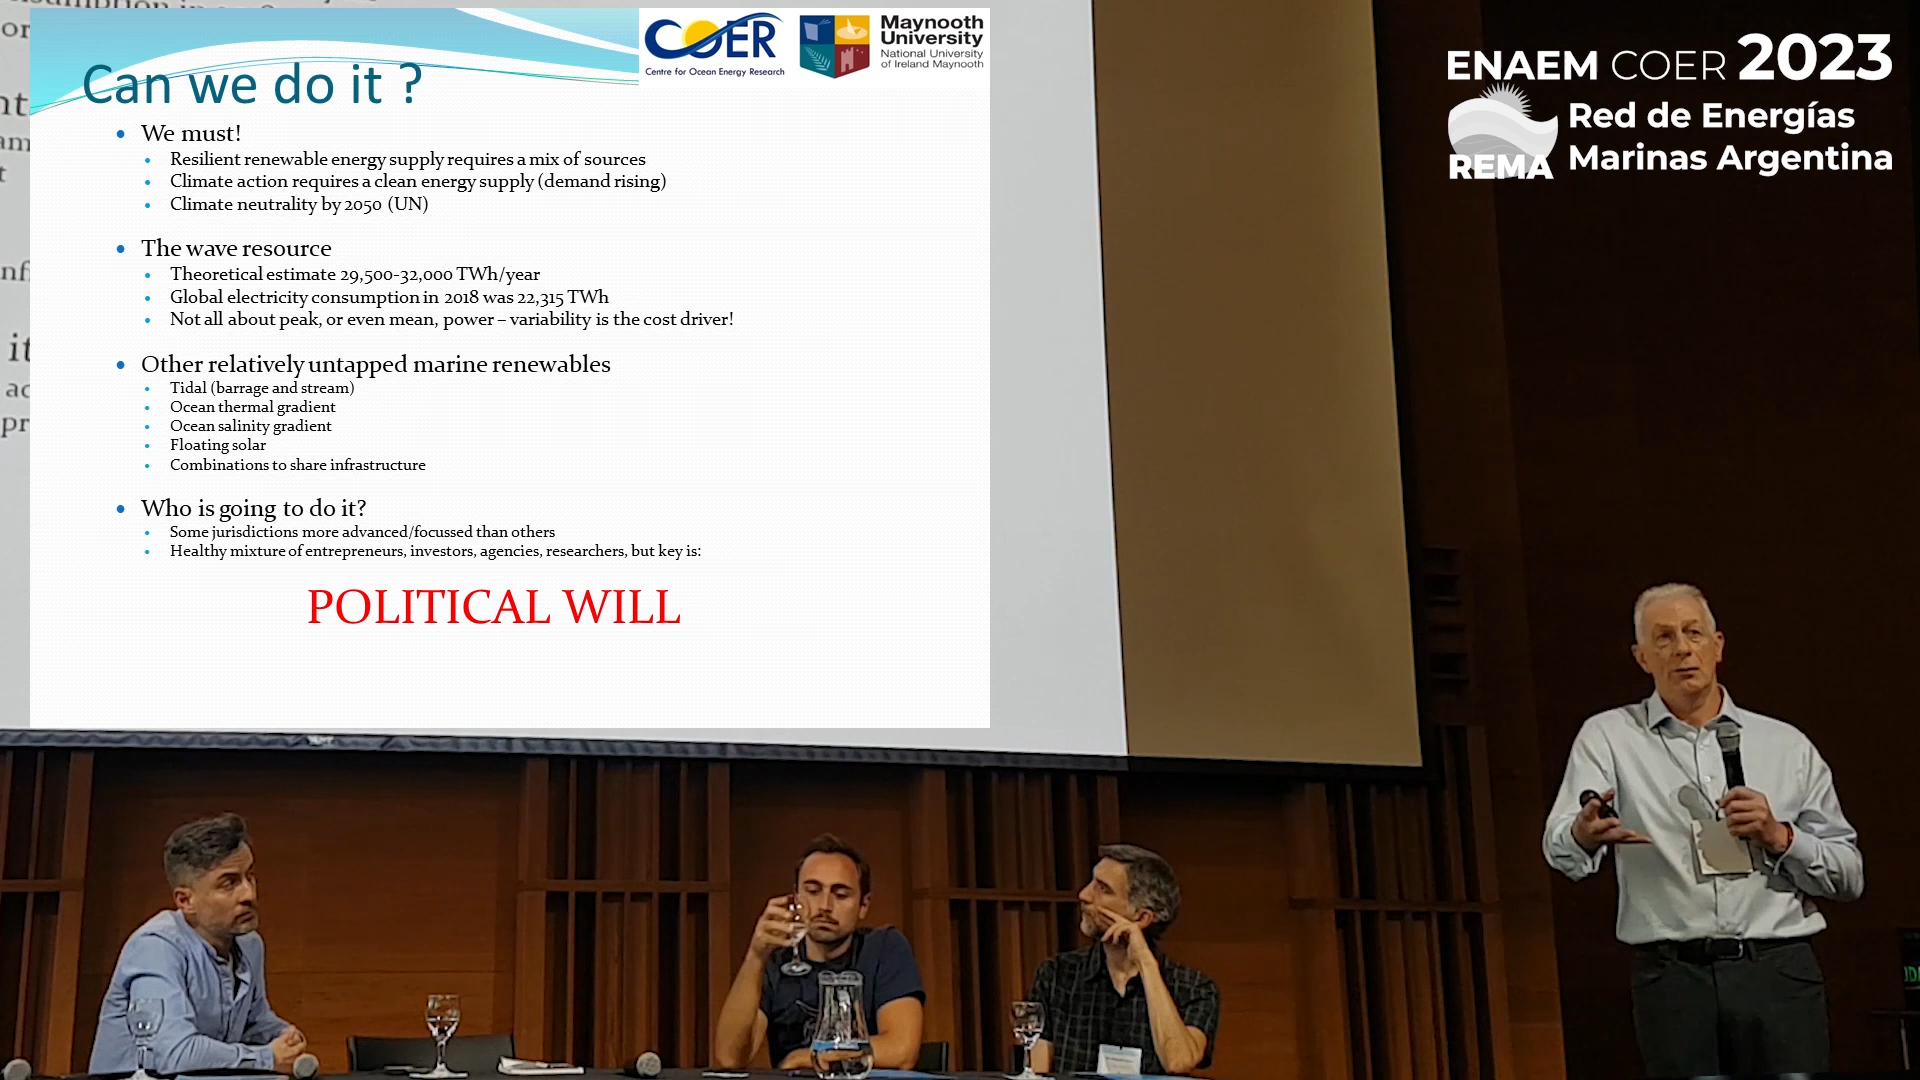 COER
Centre for Ocean Energy Research
Maynooth
University
National University
of Ireland Maynooth
Can we do it ?
We must!
Resilient renewable energy supply requires a mix of sources
Climate action requires a clean energy supply (demand rising)
Climate neutrality by 2050 (UN)
The wave resource
Theoretical estimate 29,500-32,000 TWh/year
Global electricity consumption in 2018 was 22,315 TWh
Not all about peak, or even mean, power – variability is the cost driver!
Other relatively untapped marine renewables
Tidal (barrage and stream)
Ocean thermal gradient
Ocean salinity gradient
Floating solar
Combinations to share infrastructure
Who is going to do it?
Some jurisdictions more advanced/focussed than others
Healthy mixture of entrepreneurs, investors, agencies, researchers, but key is:
POLITICAL WILL
ENAEM COER 2023
REMA
Red de Energías
Marinas Argentina